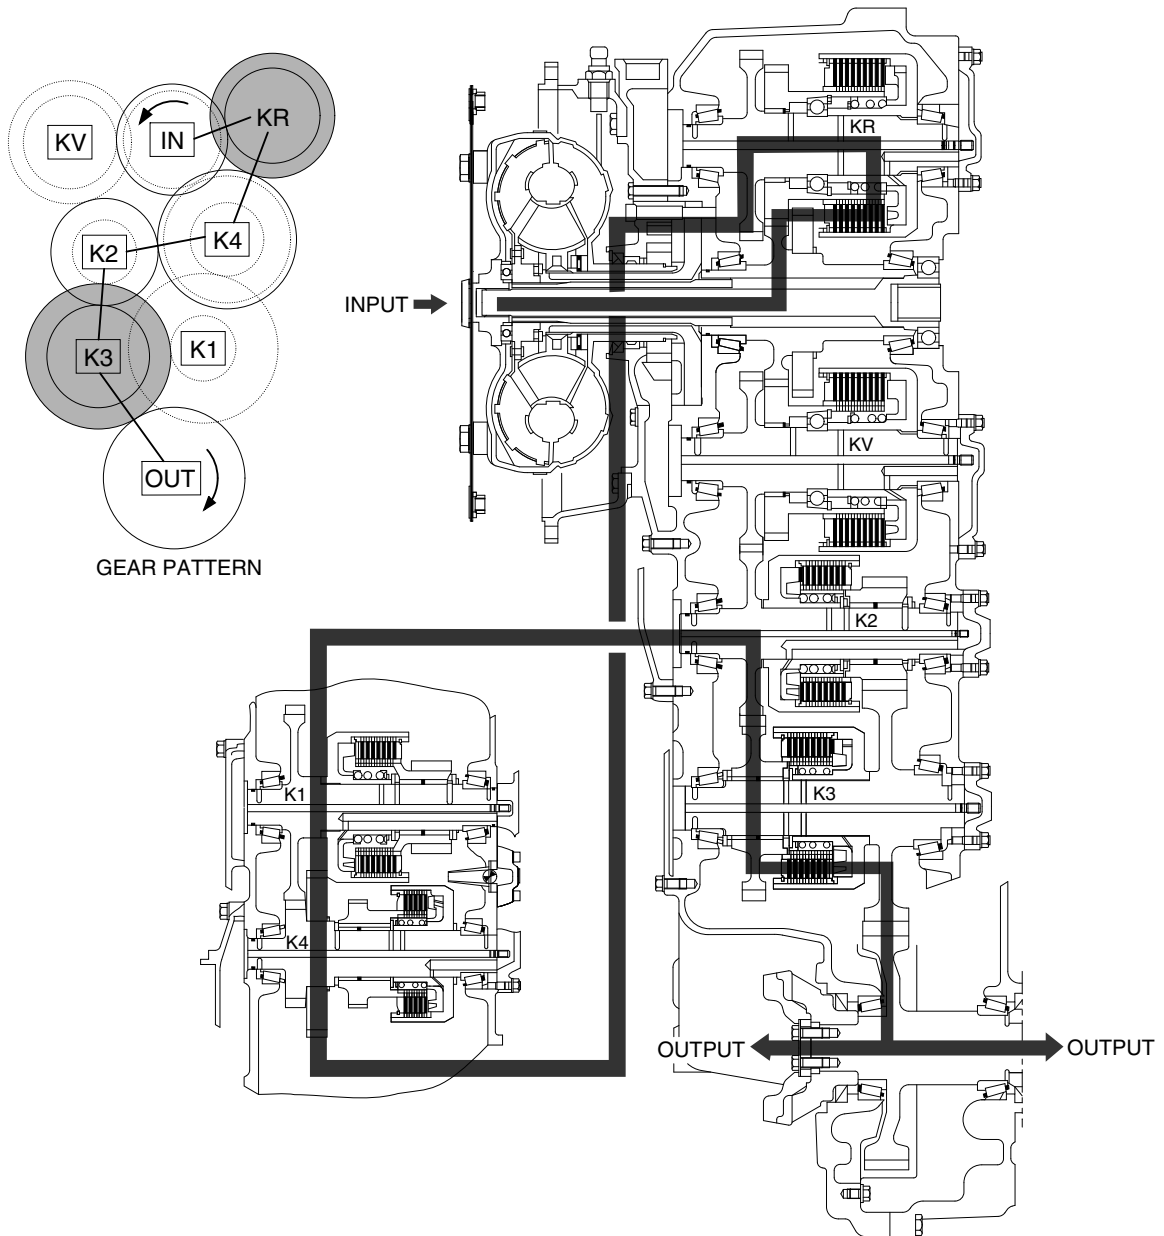 KV
IN
KR
K2
K4
K3
K1
OUT
GEAR PATTERN
INPUT
KR
KV
K2
K3
K1
K4
OUTPUT
OUTPUT